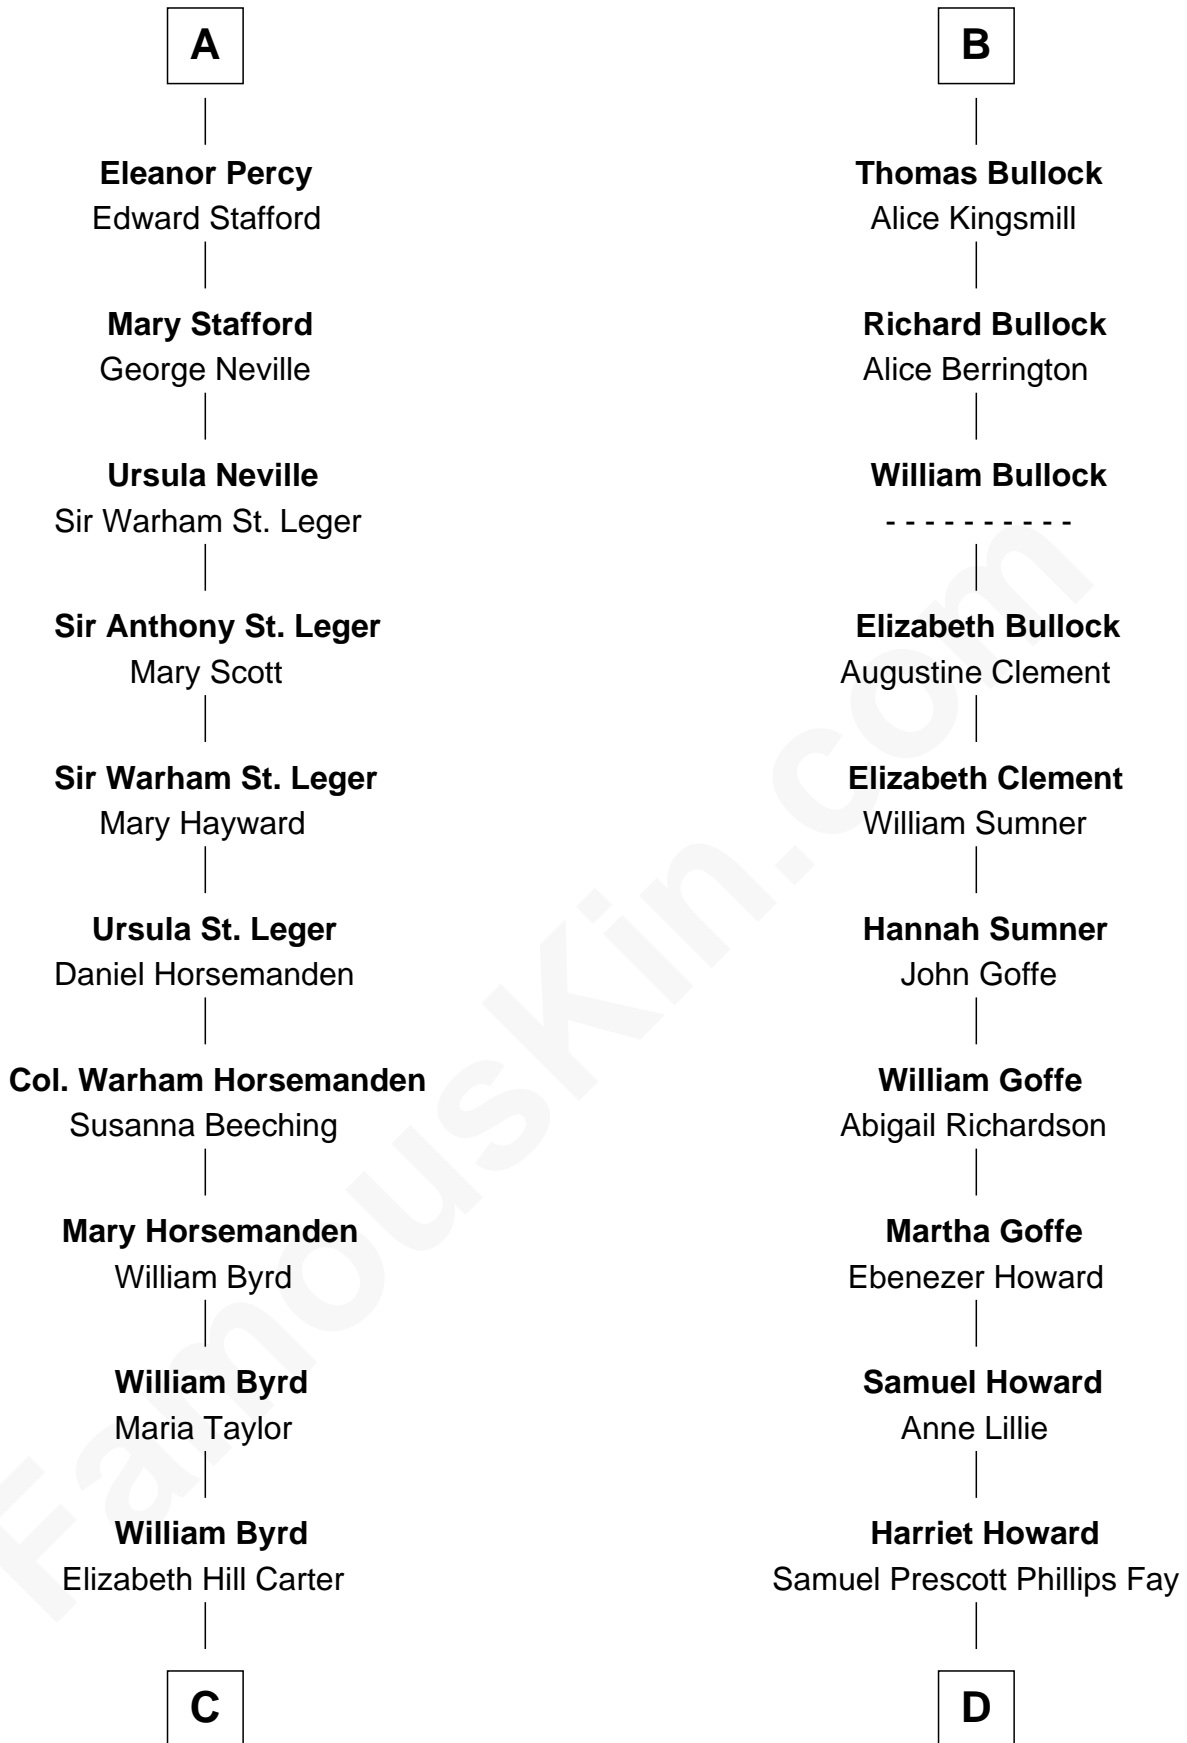 A
Eleanor Percy
Edward Stafford
Mary Stafford
George Neville
Ursula Neville
Sir Warham St. Leger
Sir Anthony St. Leger
Mary Scott
Sir Warham St. Leger
Mary Hayward
Ursula St. Leger
Daniel Horsemanden
Col. Warham Horsemanden
Susanna Beeching
Mary Horsemanden
William Byrd
William Byrd
Maria Taylor
William Byrd
Elizabeth Hill Carter
C
B
Thomas Bullock
Alice Kingsmill
Richard Bullock
Alice Berrington
William Bullock
- - - - - - - - - -
Elizabeth Bullock
Augustine Clement
Elizabeth Clement
William Sumner
Hannah Sumner
John Goffe
William Goffe
Abigail Richardson
Martha Goffe
Ebenezer Howard
Samuel Howard
Anne Lillie
Harriet Howard
Samuel Prescott Phillips Fay
D
FamousKin.com